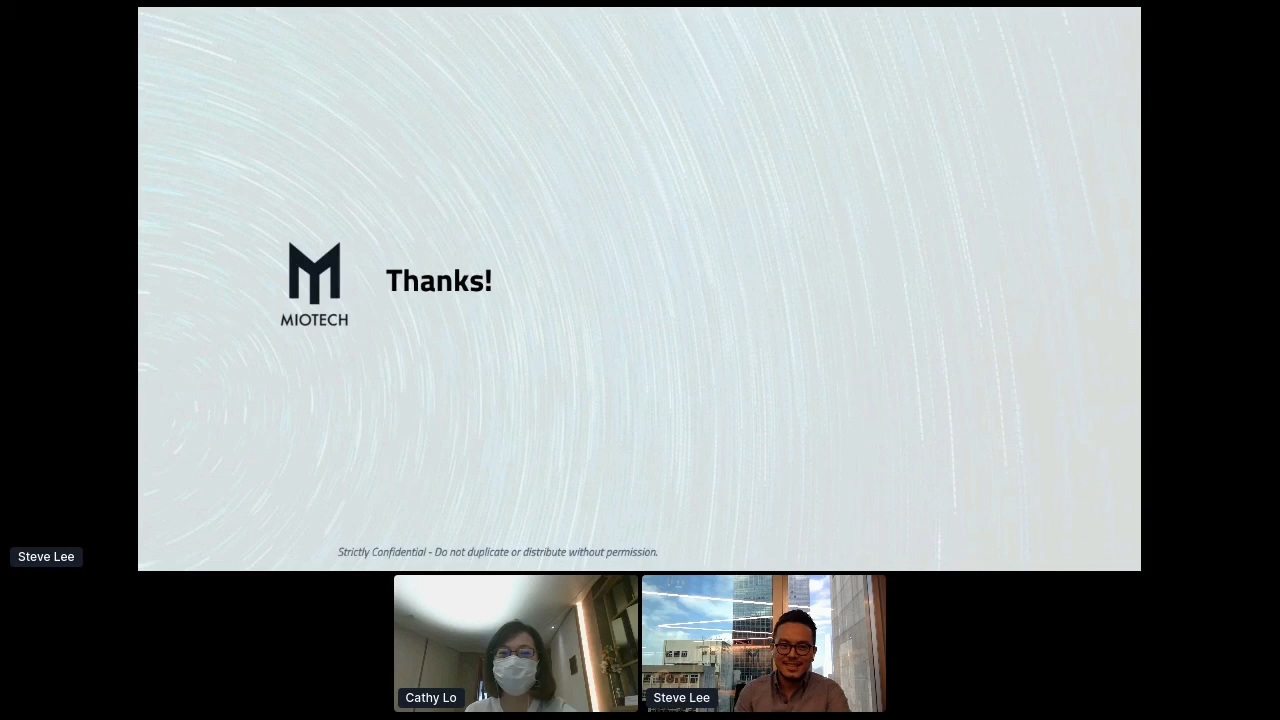 MIOTECH
Thanks!
Strictly Confidential - Do not duplicate or distribute without permission.
Steve Lee
Cathy Lo
Steve Lee